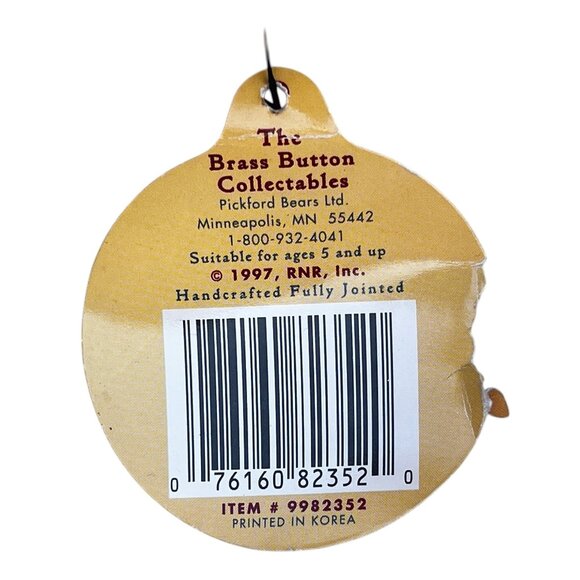 The
Brass Button
Collectables
Pickford Bears Ltd.
Minneapolis, MN 55442
1-800-932-4041
Suitable for ages 5 and up
© 1997, RNR, Inc.
Handcrafted Fully Jointed
0 76160 82352 0
ITEM # 9982352
PRINTED IN KOREA